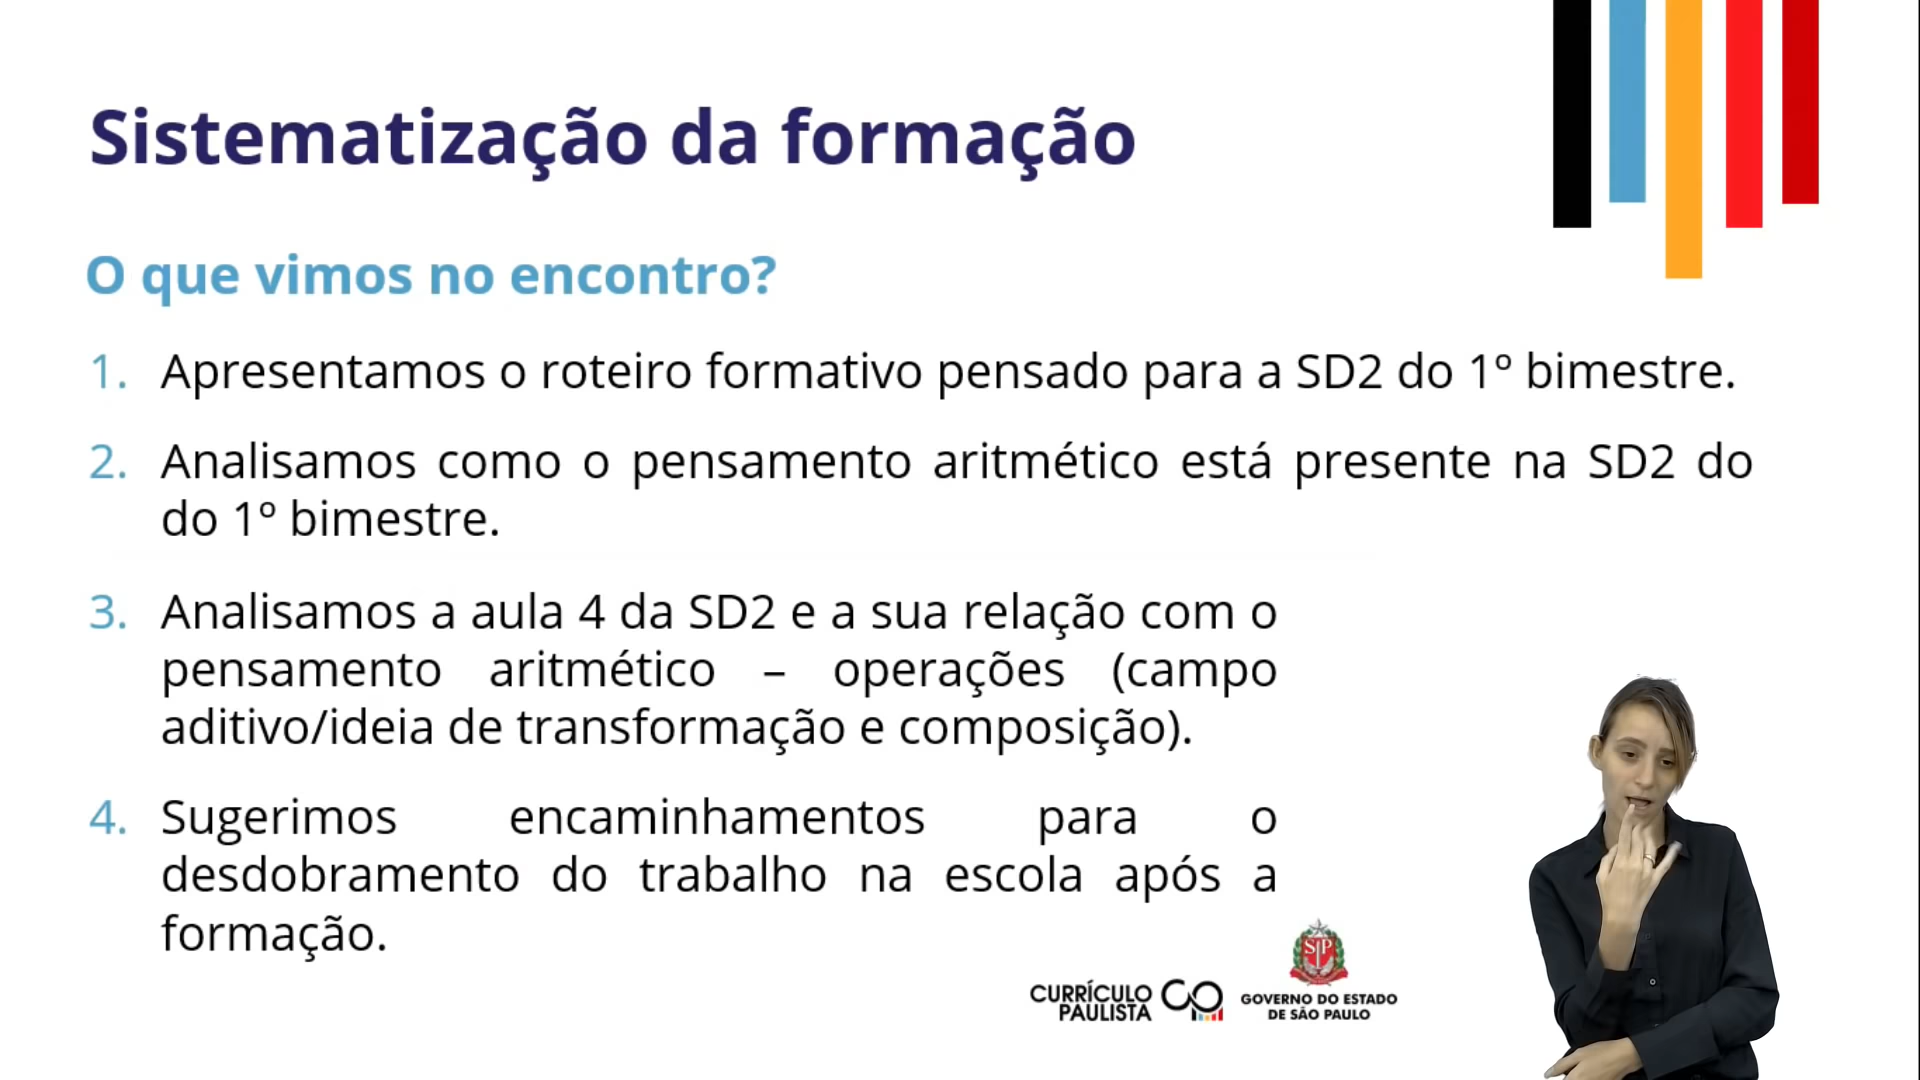 Sistematização da formação
O que vimos no encontro?
1. Apresentamos o roteiro formativo pensado para a SD2 do 1º bimestre.
2. Analisamos como o pensamento aritmético está presente na SD2 do
do 1º bimestre.
3. Analisamos a aula 4 da SD2 e a sua relação com o
pensamento aritmético – operações (campo
aditivo/ideia de transformação e composição).
4. Sugerimos encaminhamentos para o
desdobramento do trabalho na escola após a
formação.
SP
CURRÍCULO
PAULISTA
GOVERNO DO ESTADO
DE SÃO PAULO